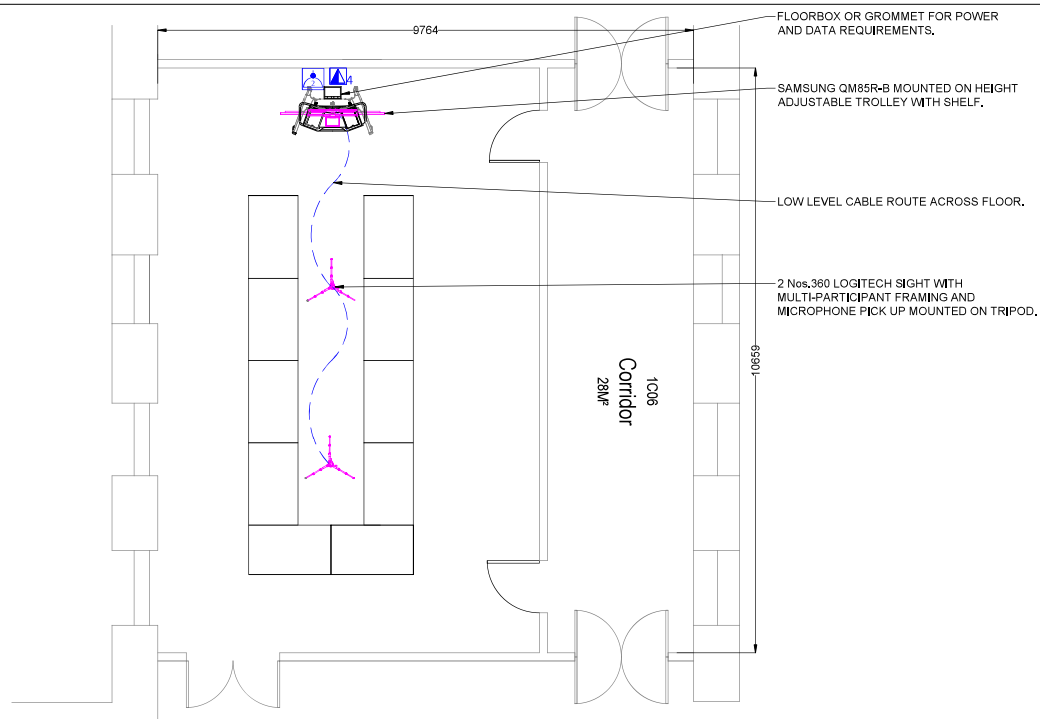 9764
FLOORBOX OR GROMMET FOR POWER
AND DATA REQUIREMENTS.
2
4
SAMSUNG QM85R-B MOUNTED ON HEIGHT
ADJUSTABLE TROLLEY WITH SHELF.
LOW LEVEL CABLE ROUTE ACROSS FLOOR.
2 Nos.360 LOGITECH SIGHT WITH
MULTI-PARTICIPANT FRAMING AND
MICROPHONE PICK UP MOUNTED ON TRIPOD.
10659
1C06
Corridor
28M²